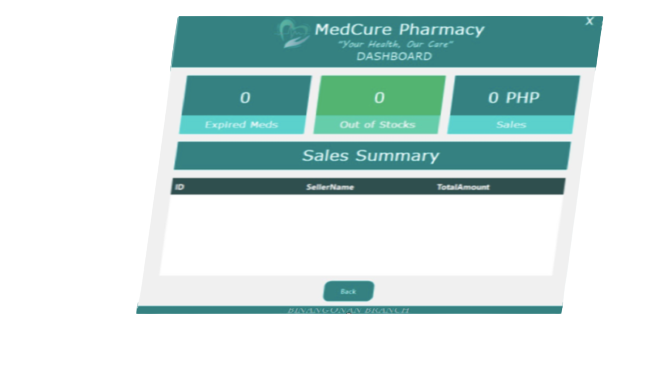 MedCure Pharmacy
X
"Your Health, Our Care"
DASHBOARD
0
0
0 PHP
Expired Meds
Out of Stocks
Sales
Sales Summary
ID SellerName TotalAmount
Back
BINANGONAN BRANCH